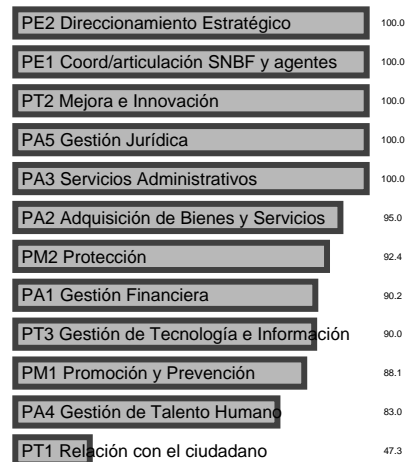 PE2 Direccionamiento Estratégico 100.0
PE1 Coord/articulación SNBF y agentes 100.0
PT2 Mejora e Innovación 100.0
PA5 Gestión Jurídica 100.0
PA3 Servicios Administrativos 100.0
PA2 Adquisición de Bienes y Servicios 95.0
PM2 Protección 92.4
PA1 Gestión Financiera 90.2
PT3 Gestión de Tecnología e Información 90.0
PM1 Promoción y Prevención 88.1
PA4 Gestión de Talento Humano 83.0
PT1 Relación con el ciudadano 47.3